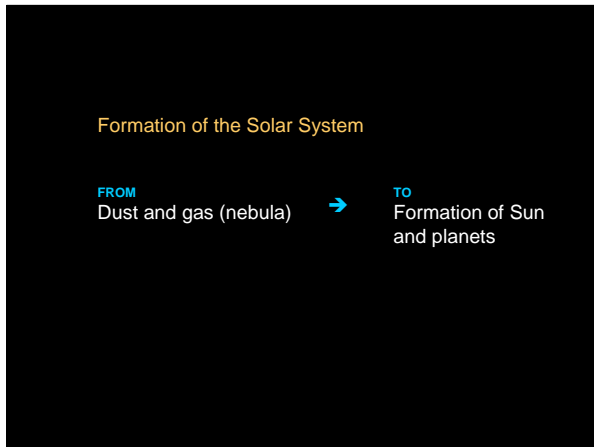 Formation of the Solar System
FROM
Dust and gas (nebula)
➔
TO
Formation of Sun
and planets